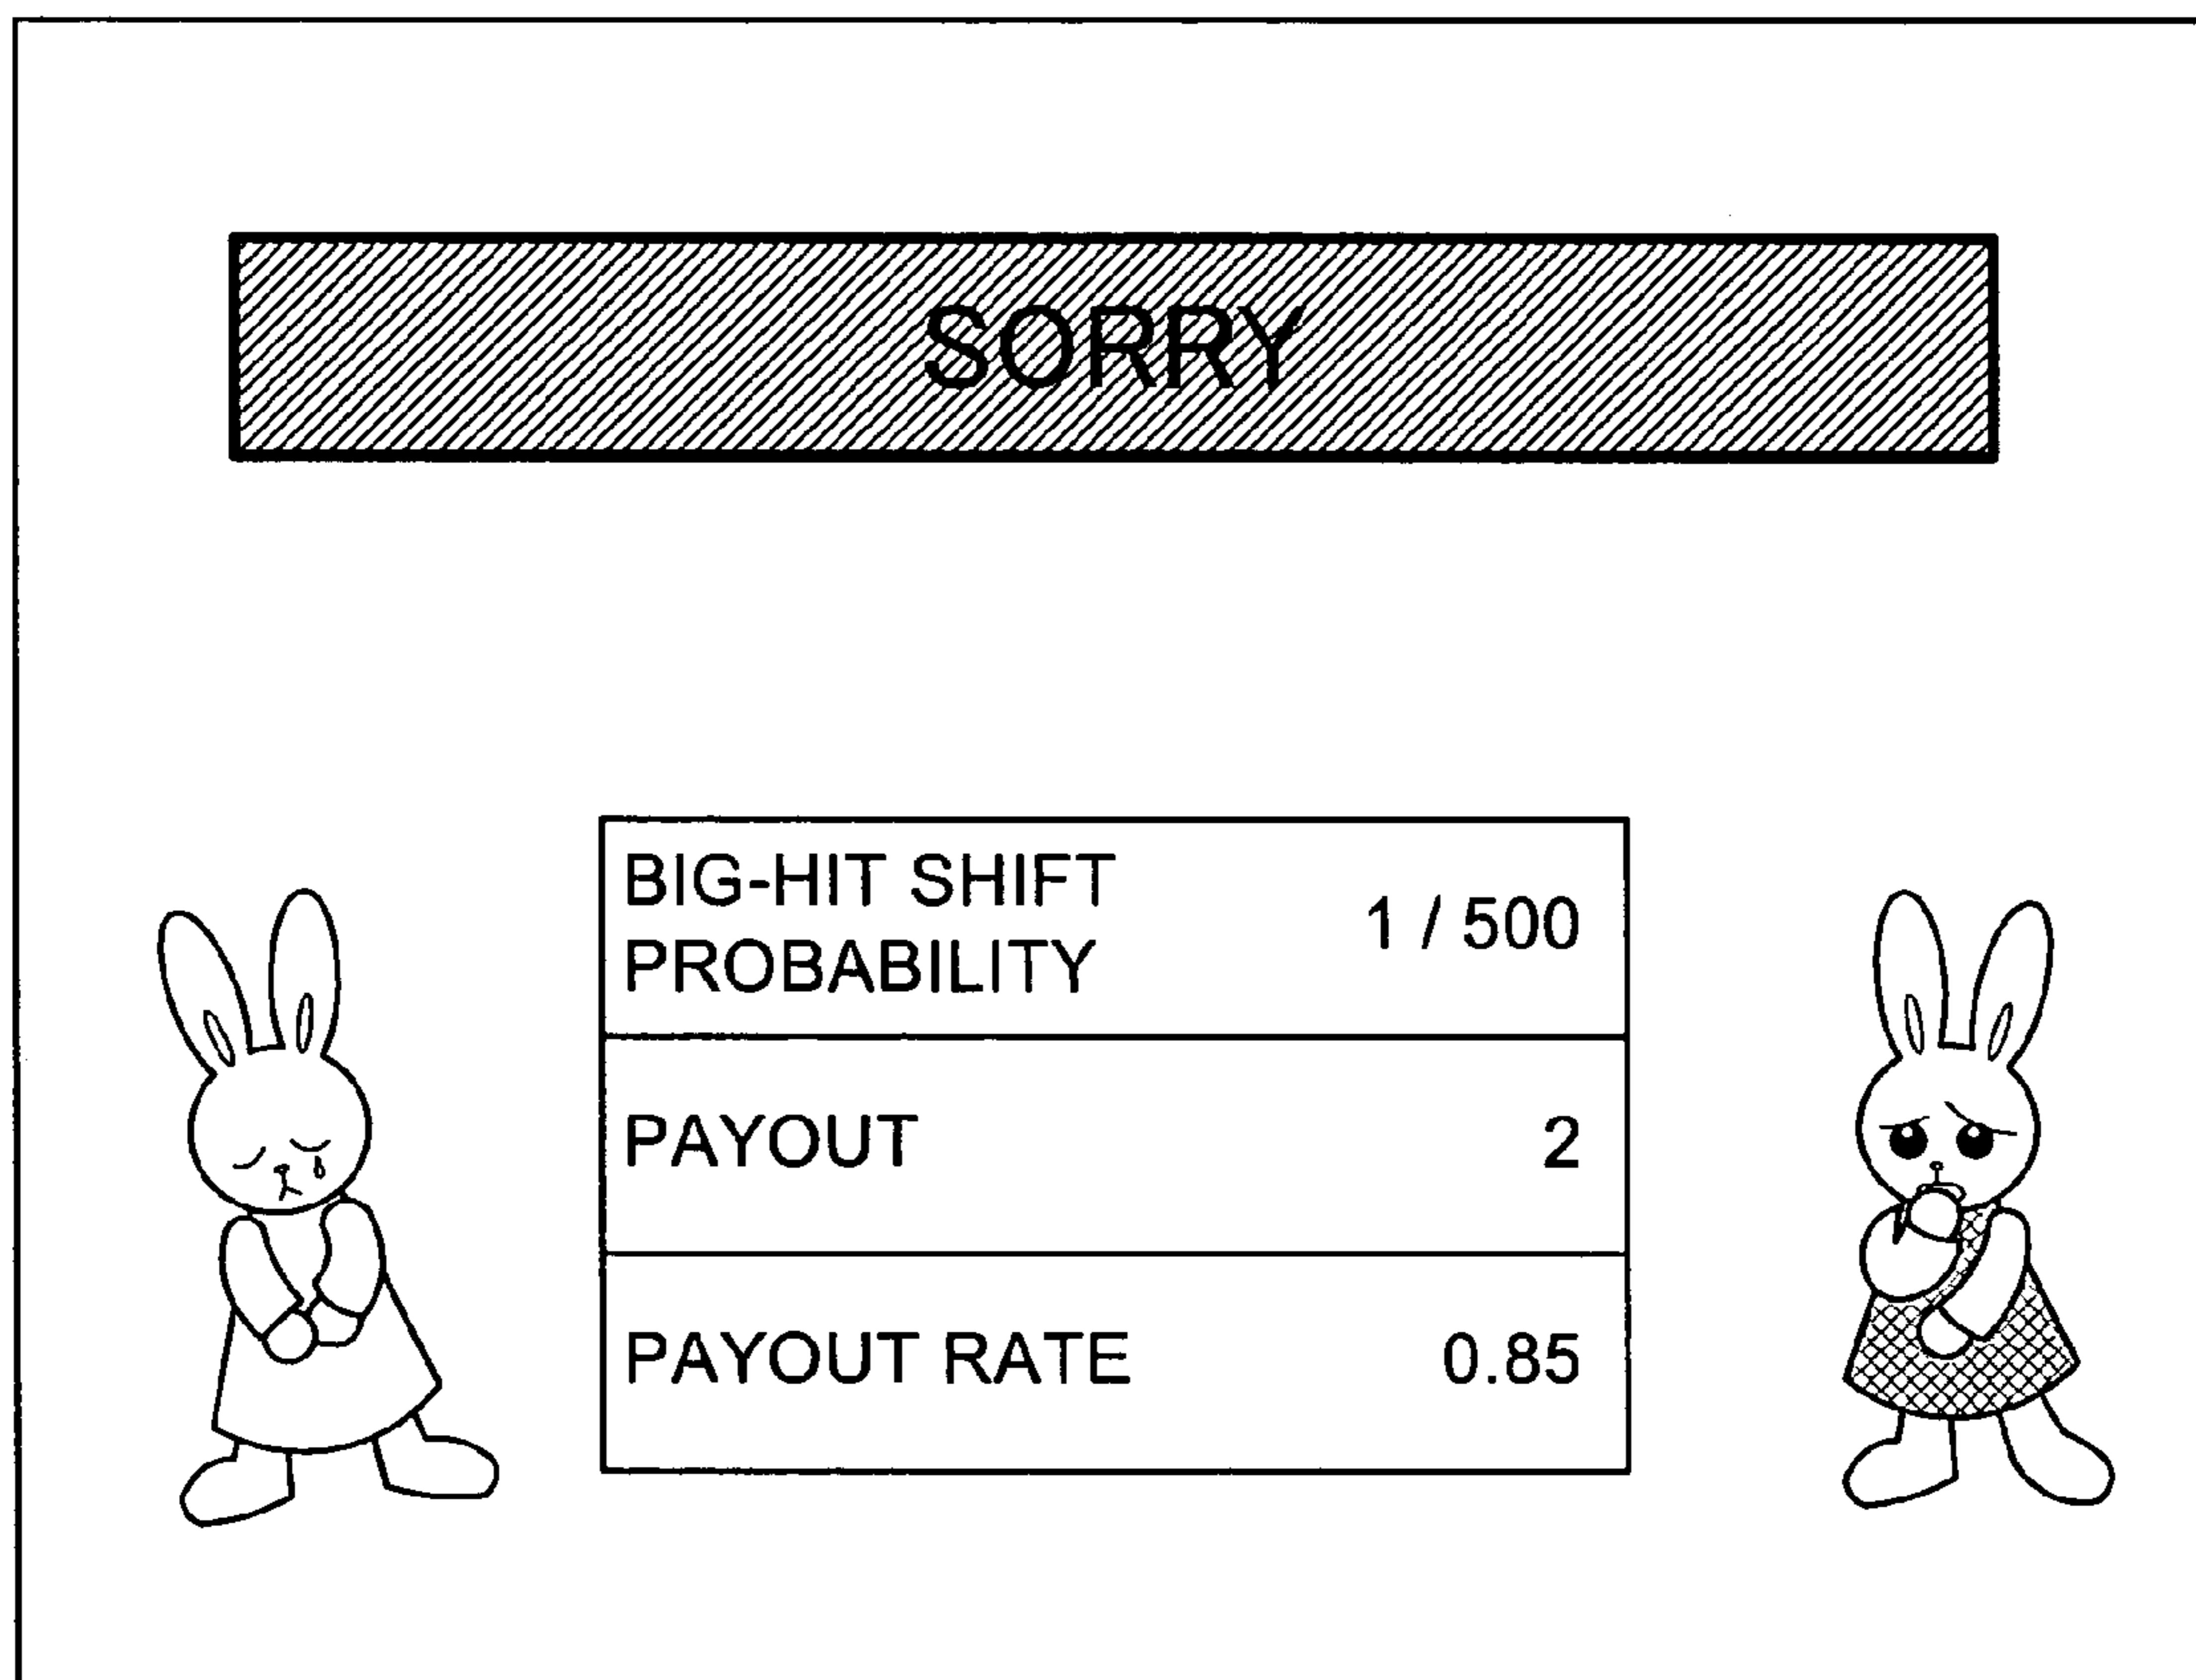 SORRY
BIG-HIT SHIFT
PROBABILITY
1 / 500
PAYOUT 2
PAYOUT RATE 0.85